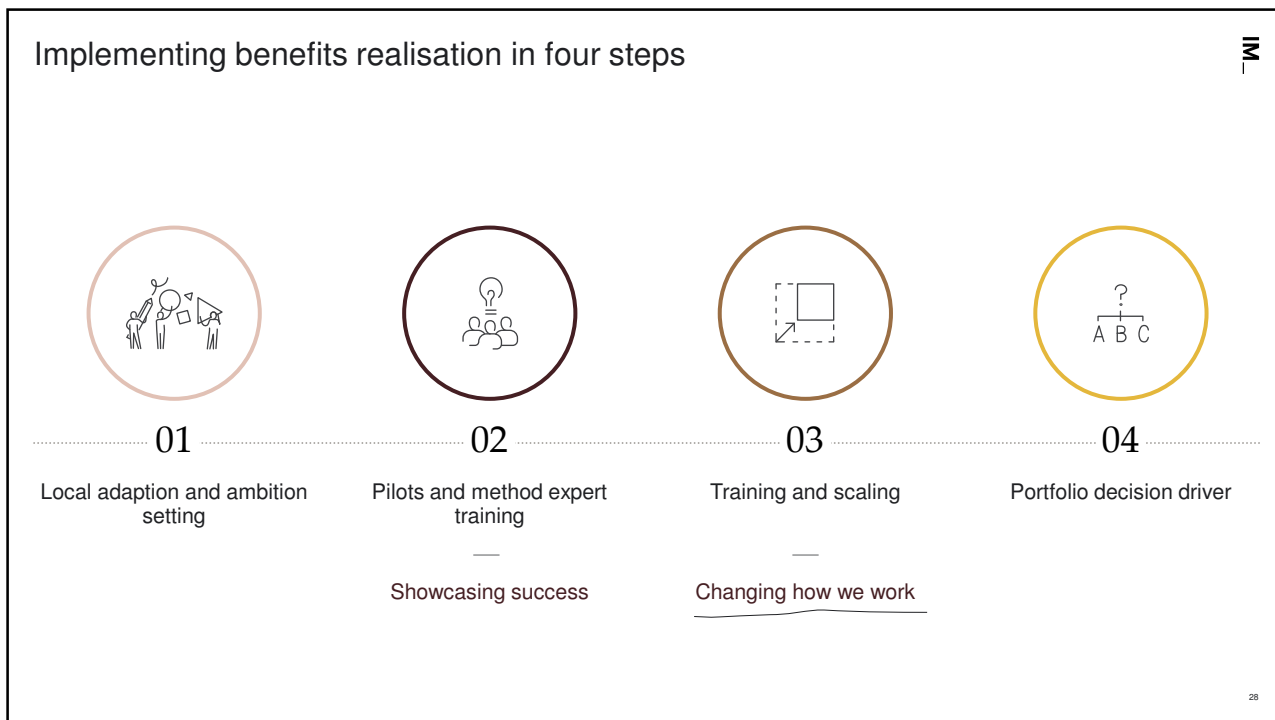 Implementing benefits realisation in four steps
IM_
?
?
A B C
01
02
03
04
Local adaption and ambition
setting
Pilots and method expert
training
Training and scaling
Portfolio decision driver
Showcasing success
Changing how we work
28